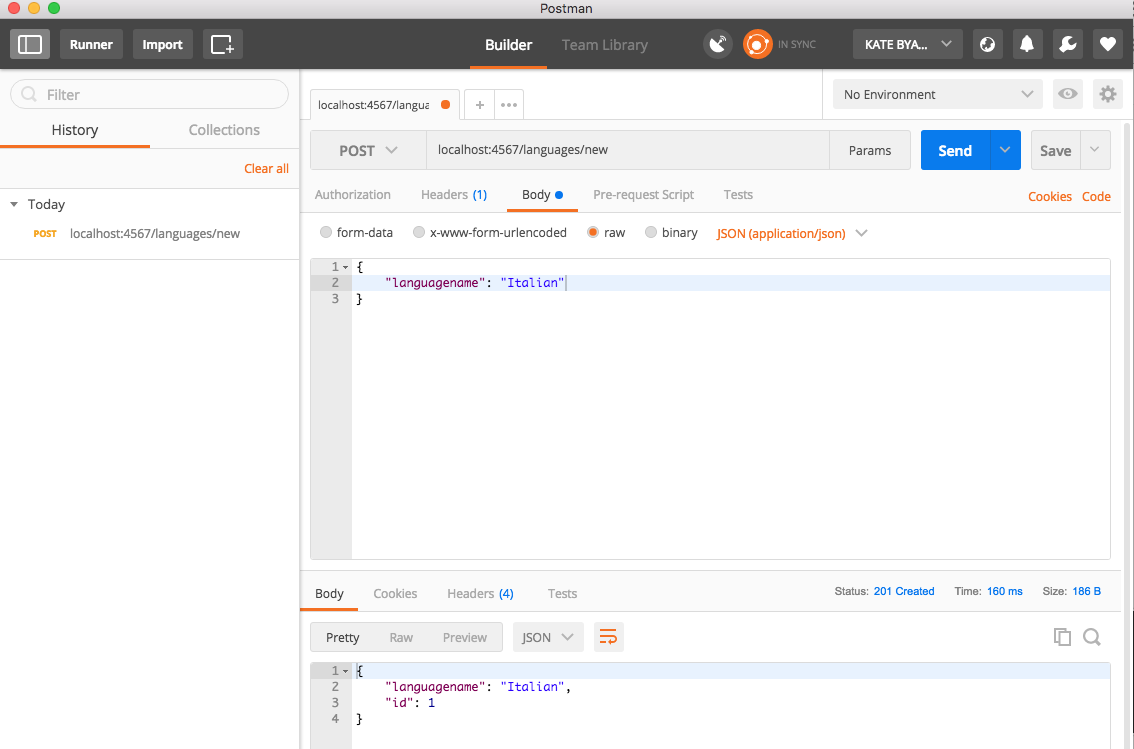 Postman
Runner Import Builder Team Library IN SYNC KATE BYA...
Filter
History Collections
Clear all
Today
POST localhost:4567/languages/new
localhost:4567/langua + •••
No Environment
POST localhost:4567/languages/new Params Send Save
Authorization Headers (1) Body Pre-request Script Tests Cookies Code
form-data x-www-form-urlencoded raw binary JSON (application/json)
1 {
2 "languagename": "Italian"
3 }
Body Cookies Headers (4) Tests Status: 201 Created Time: 160 ms Size: 186 B
Pretty Raw Preview JSON
1 {
2 "languagename": "Italian",
3 "id": 1
4 }